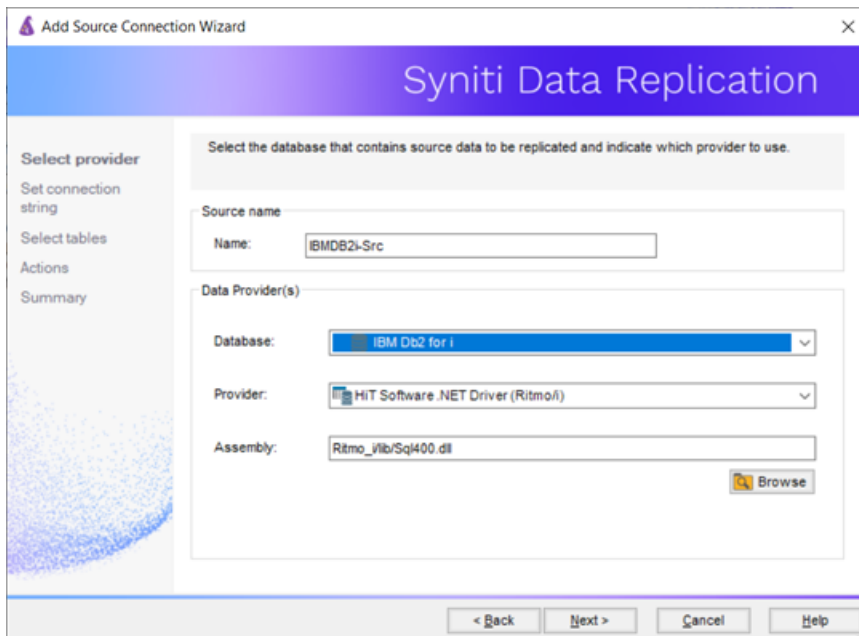 Add Source Connection Wizard
Syniti Data Replication
Select provider
Set connection
string
Select tables
Actions
Summary
Select the database that contains source data to be replicated and indicate which provider to use.
Source name
Name:
IBMDB2i-Src
Data Provider(s)
Database:
IBM Db2 for i
Provider:
HiT Software .NET Driver (Ritmo/i)
Assembly:
Ritmo_i/lib/Sql400.dll
Browse
< Back
Next >
Cancel
Help